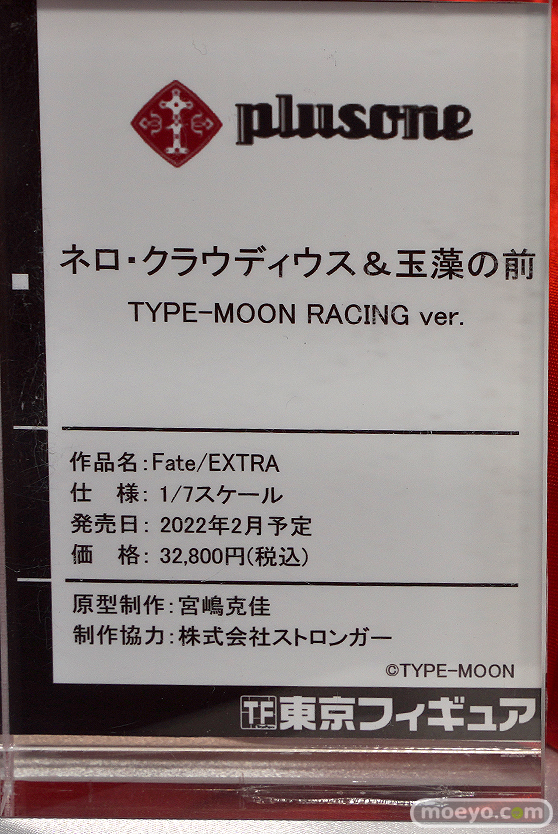 plusone
ネロ・クラウディウス＆玉藻の前
TYPE-MOON RACING ver.
作品名：Fate/EXTRA
仕　様：1/7スケール
発売日：2022年2月予定
価　格：32,800円(税込)
原型制作：宮嶋克佳
制作協力：株式会社ストロンガー
©TYPE-MOON
TF 東京フィギュア
moeyo.com